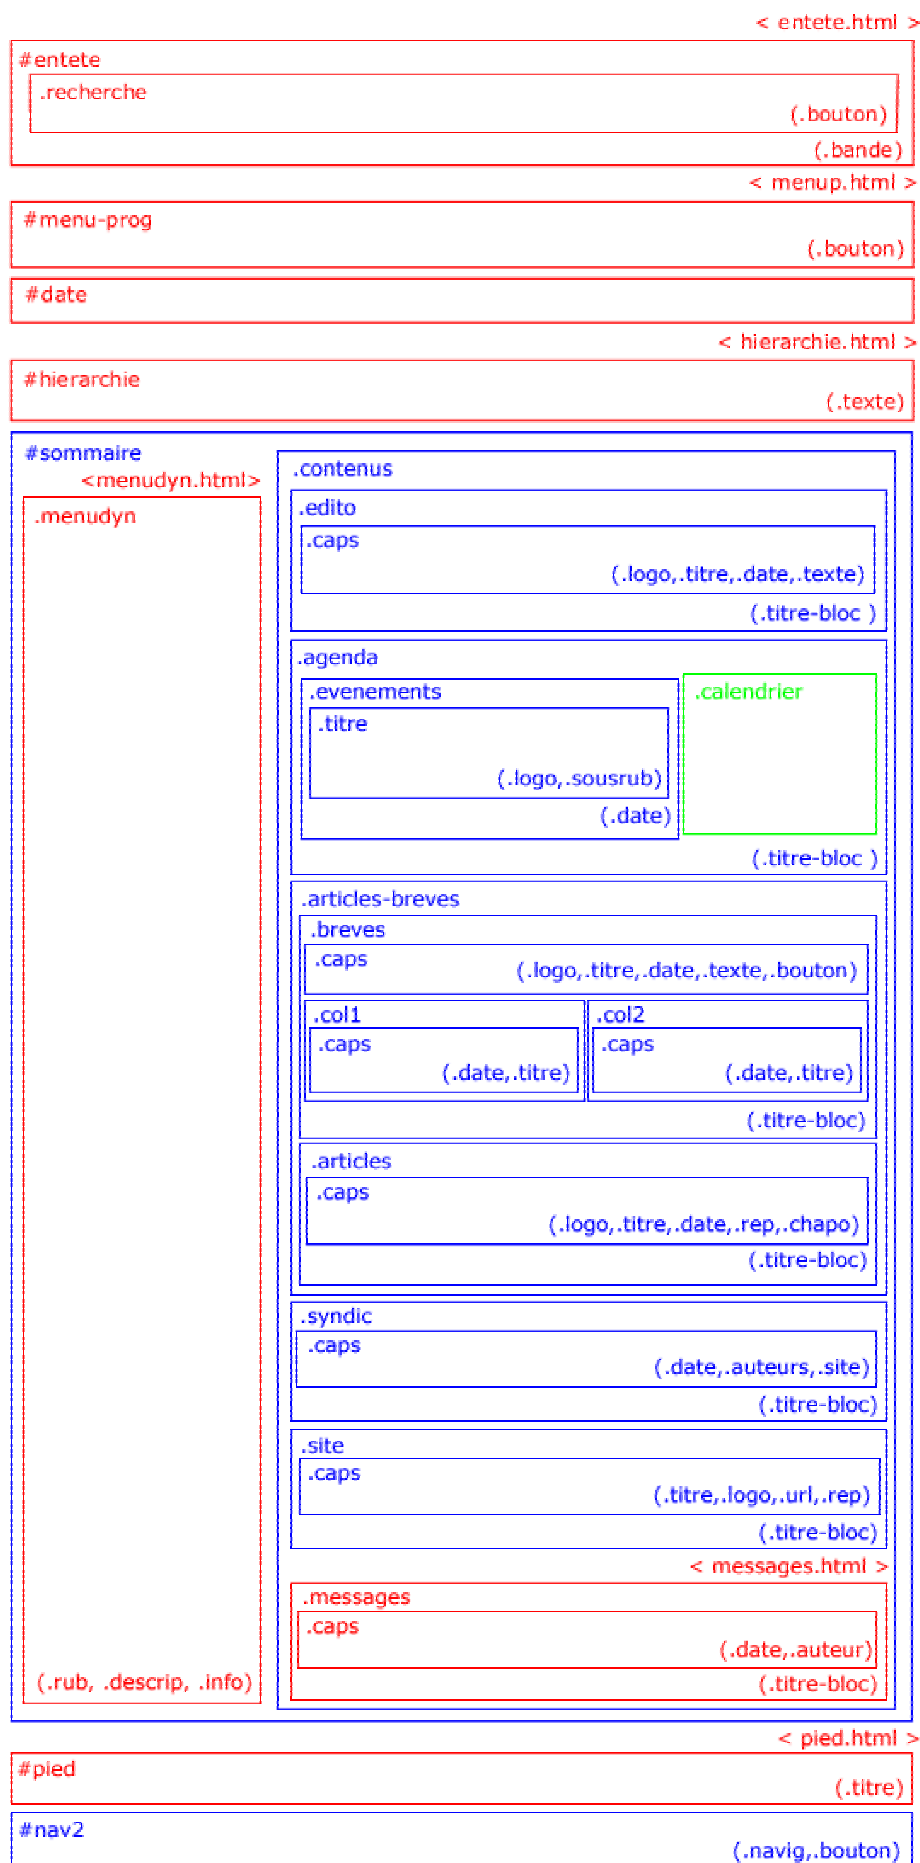 < entete.html >
#entete
.recherche
(.bouton)
(.bande)
< menup.html >
#menu-prog
(.bouton)
#date
< hierarchie.html >
#hierarchie
(.texte)
#sommaire
<menudyn.html>
.menudyn
(.rub, .descrip, .info)
.contenus
.edito
.caps
(.logo,.titre,.date,.texte)
(.titre-bloc )
.agenda
.evenements
.titre
(.logo,.sousrub)
(.date)
.calendrier
(.titre-bloc )
.articles-breves
.breves
.caps
(.logo,.titre,.date,.texte,.bouton)
.col1
.caps
(.date,.titre)
.col2
.caps
(.date,.titre)
(.titre-bloc)
.articles
.caps
(.logo,.titre,.date,.rep,.chapo)
(.titre-bloc)
.syndic
.caps
(.date,.auteurs,.site)
(.titre-bloc)
.site
.caps
(.titre,.logo,.url,.rep)
(.titre-bloc)
< messages.html >
.messages
.caps
(.date,.auteur)
(.titre-bloc)
< pied.html >
#pied
(.titre)
#nav2
(.navig,.bouton)